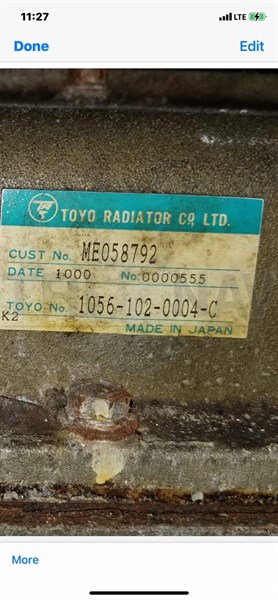 11:27
LTE
Done
Edit
TOYO RADIATOR CO. LTD.
CUST No. ME058792
DATE 1000 No. 0000555
TOYO No. 1056-102-0004-C
K2
MADE IN JAPAN
More